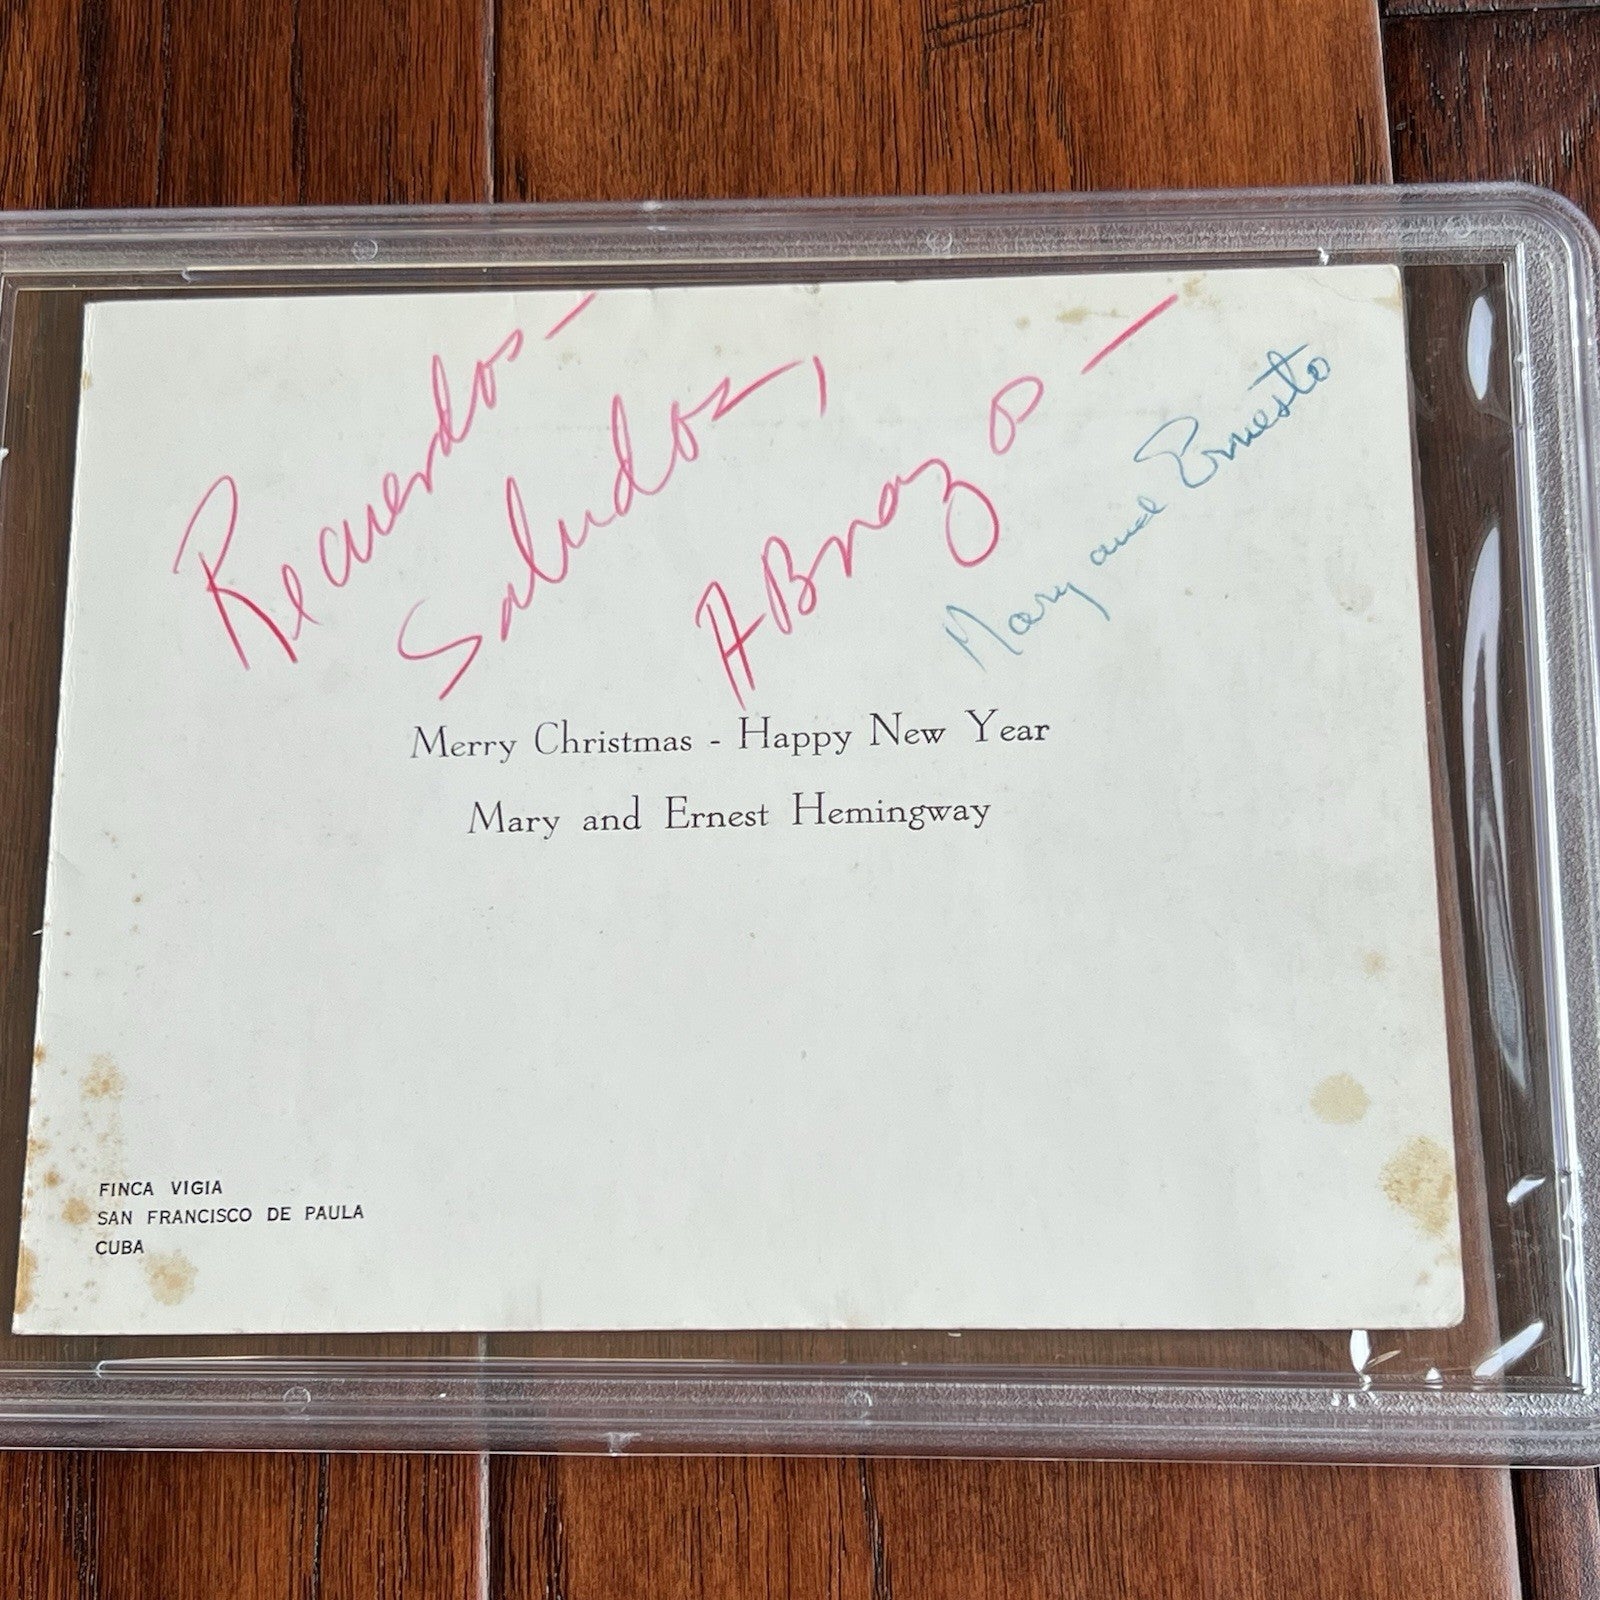 Recuerdos -
Saludos,
ABrazo -
Mary and Ernesto
Merry Christmas - Happy New Year
Mary and Ernest Hemingway
FINCA VIGIA
SAN FRANCISCO DE PAULA
CUBA